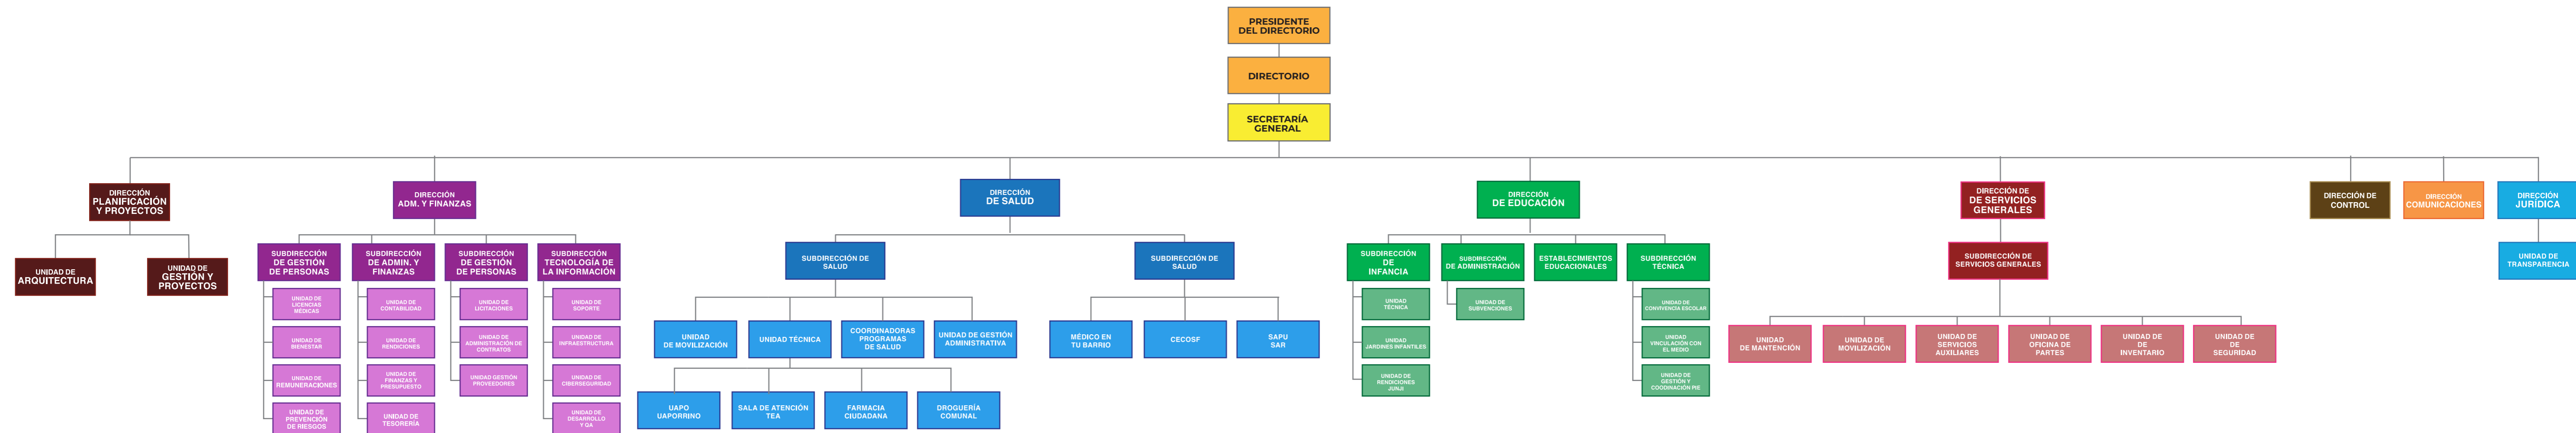 PRESIDENTE
DEL DIRECTORIO
DIRECTORIO
SECRETARÍA
GENERAL
DIRECCIÓN
PLANIFICACIÓN
Y PROYECTOS
UNIDAD DE
ARQUITECTURA
UNIDAD DE
GESTIÓN Y
PROYECTOS
DIRECCIÓN
ADM. Y FINANZAS
SUBDIRECCIÓN
DE GESTIÓN
DE PERSONAS
UNIDAD DE
LICENCIAS
MÉDICAS
UNIDAD DE
BIENESTAR
UNIDAD DE
REMUNERACIONES
UNIDAD DE
PREVENCIÓN
DE RIESGOS
SUBDIRECCIÓN
DE ADMIN. Y
FINANZAS
UNIDAD DE
CONTABILIDAD
UNIDAD DE
RENDICIONES
UNIDAD DE
FINANZAS Y
PRESUPUESTO
UNIDAD DE
TESORERÍA
SUBDIRECCIÓN
DE GESTIÓN
DE PERSONAS
UNIDAD DE
LICITACIONES
UNIDAD DE
ADMINISTRACIÓN DE
CONTRATOS
UNIDAD GESTIÓN
PROVEEDORES
SUBDIRECCIÓN
TECNOLOGÍA DE
LA INFORMACIÓN
UNIDAD DE
SOPORTE
UNIDAD DE
INFRAESTRUCTURA
UNIDAD DE
CIBERSEGURIDAD
UNIDAD DE
DESARROLLO
Y QA
DIRECCIÓN
DE SALUD
SUBDIRECCIÓN DE
SALUD
UNIDAD
DE MOVILIZACIÓN
UNIDAD TÉCNICA
COORDINADORAS
PROGRAMAS
DE SALUD
UNIDAD DE GESTIÓN
ADMINISTRATIVA
UAPO
UAPORRINO
SALA DE ATENCIÓN
TEA
FARMACIA
CIUDADANA
DROGUERÍA
COMUNAL
SUBDIRECCIÓN DE
SALUD
MÉDICO EN
TU BARRIO
CECOSF
SAPU
SAR
DIRECCIÓN
DE EDUCACIÓN
SUBDIRECCIÓN
DE
INFANCIA
UNIDAD
TÉCNICA
UNIDAD
JARDINES INFANTILES
UNIDAD DE
RENDICIONES
JUNJI
SUBDIRECCIÓN
DE ADMINISTRACIÓN
UNIDAD DE
SUBVENCIONES
ESTABLECIMIENTOS
EDUCACIONALES
SUBDIRECCIÓN
TÉCNICA
UNIDAD DE
CONVIVENCIA ESCOLAR
UNIDAD
VINCULACIÓN CON
EL MEDIO
UNIDAD DE
GESTIÓN Y
COODINACIÓN PIE
DIRECCIÓN DE
DE SERVICIOS
GENERALES
SUBDIRECCIÓN DE
SERVICIOS GENERALES
UNIDAD
DE MANTENCIÓN
UNIDAD DE
MOVILIZACIÓN
UNIDAD DE
SERVICIOS
AUXILIARES
UNIDAD DE
OFICINA DE
PARTES
UNIDAD DE
DE
INVENTARIO
UNIDAD DE
DE
SEGURIDAD
DIRECCIÓN DE
CONTROL
DIRECCIÓN
COMUNICACIONES
DIRECCIÓN
JURÍDICA
UNIDAD DE
TRANSPARENCIA